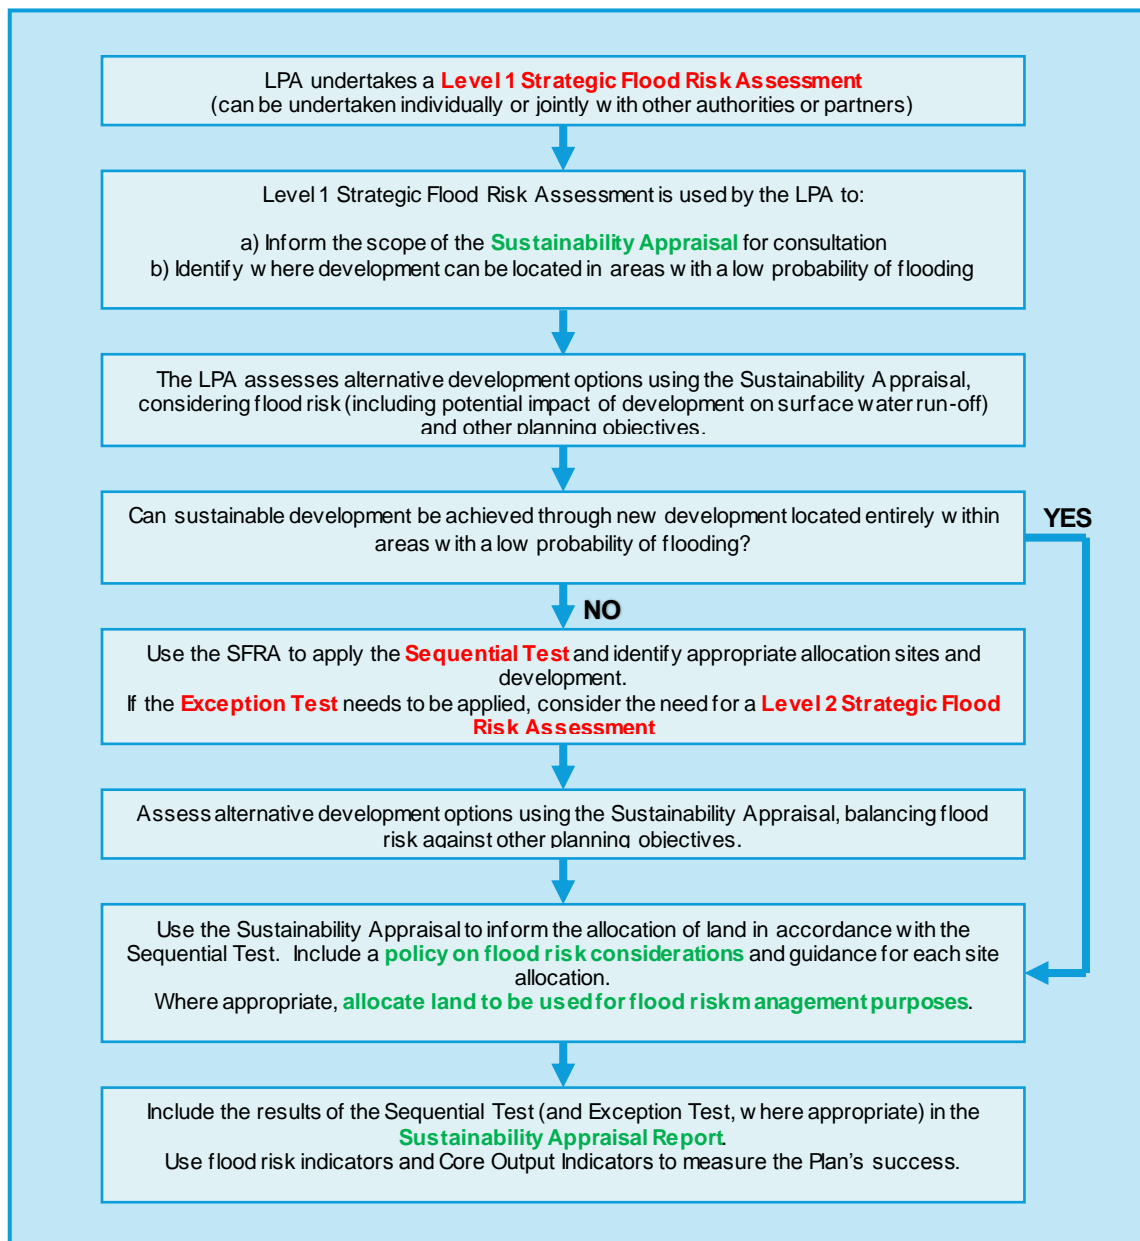 LPA undertakes a Level 1 Strategic Flood Risk Assessment
(can be undertaken individually or jointly with other authorities or partners)
Level 1 Strategic Flood Risk Assessment is used by the LPA to:
a) Inform the scope of the Sustainability Appraisal for consultation
b) Identify where development can be located in areas with a low probability of flooding
The LPA assesses alternative development options using the Sustainability Appraisal,
considering flood risk (including potential impact of development on surface water run-off)
and other planning objectives.
Can sustainable development be achieved through new development located entirely within
areas with a low probability of flooding?
YES
NO
Use the SFRA to apply the Sequential Test and identify appropriate allocation sites and
development.
If the Exception Test needs to be applied, consider the need for a Level 2 Strategic Flood
Risk Assessment
Assess alternative development options using the Sustainability Appraisal, balancing flood
risk against other planning objectives.
Use the Sustainability Appraisal to inform the allocation of land in accordance with the
Sequential Test. Include a policy on flood risk considerations and guidance for each site
allocation.
Where appropriate, allocate land to be used for flood risk management purposes.
Include the results of the Sequential Test (and Exception Test, where appropriate) in the
Sustainability Appraisal Report.
Use flood risk indicators and Core Output Indicators to measure the Plan's success.